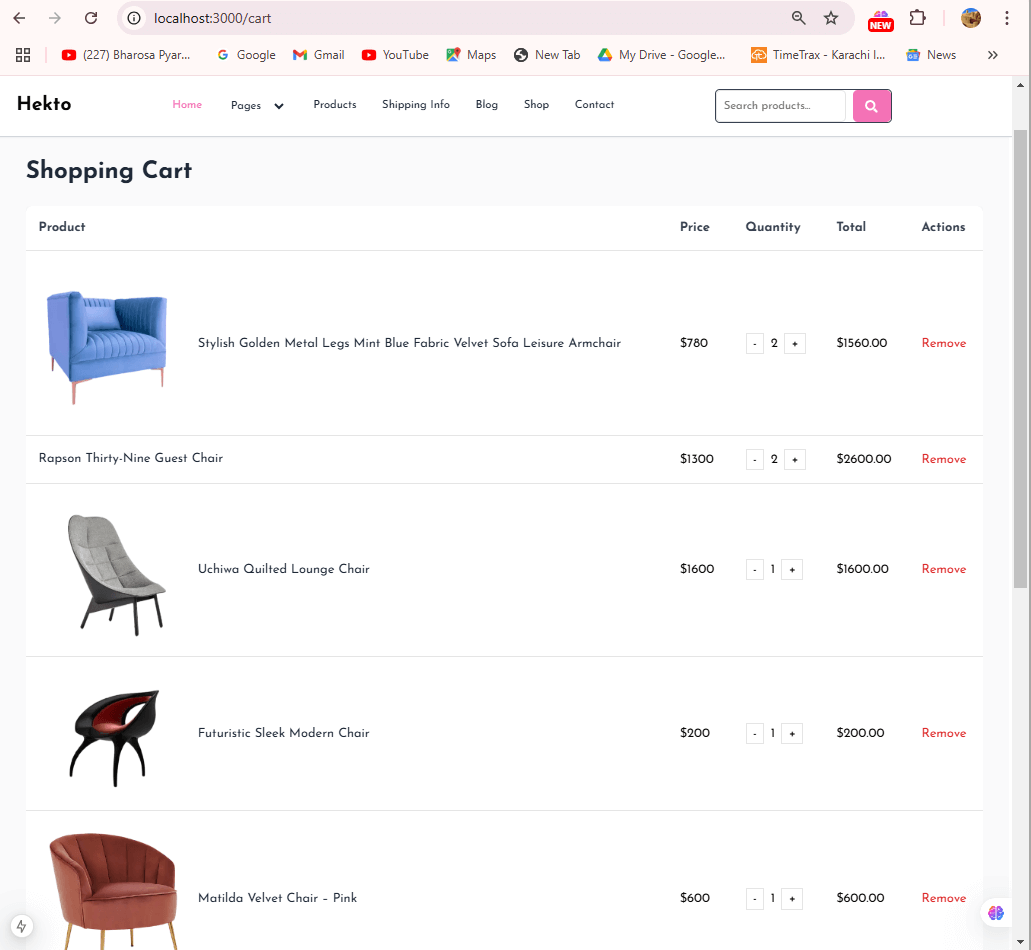 localhost:3000/cart
NEW
(227) Bharosa Pyar...
Google
Gmail
YouTube
Maps
New Tab
My Drive - Google...
TimeTrax - Karachi I...
News
Hekto
Home
Pages
Products
Shipping Info
Blog
Shop
Contact
Search products...
Shopping Cart
Product Price Quantity Total Actions
Stylish Golden Metal Legs Mint Blue Fabric Velvet Sofa Leisure Armchair $780 - 2 + $1560.00 Remove
Rapson Thirty-Nine Guest Chair $1300 - 2 + $2600.00 Remove
Uchiwa Quilted Lounge Chair $1600 - 1 + $1600.00 Remove
Futuristic Sleek Modern Chair $200 - 1 + $200.00 Remove
Matilda Velvet Chair – Pink $600 - 1 + $600.00 Remove